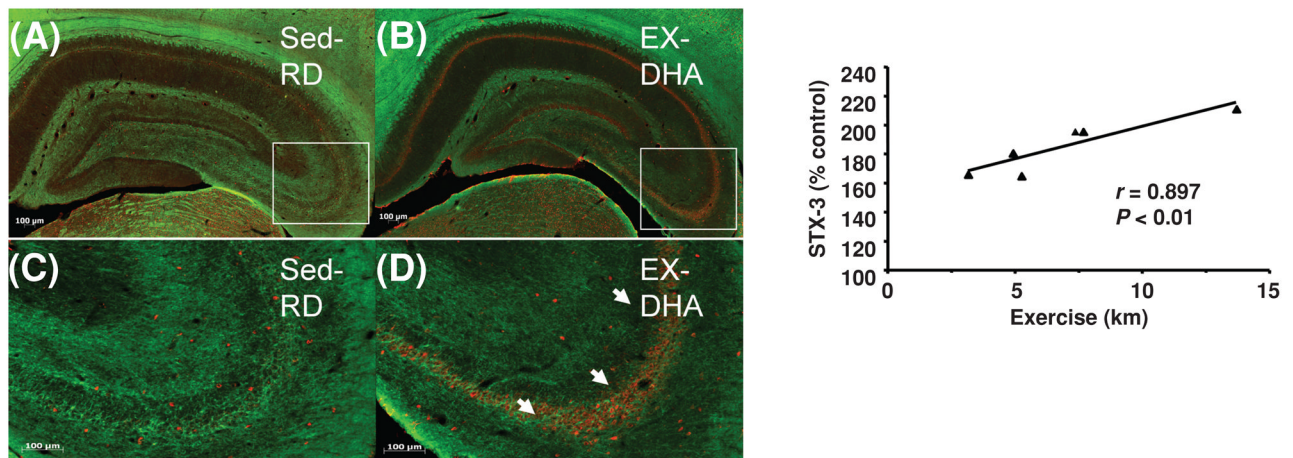 (A)
Sed-
RD
100 µm
(B)
EX-
DHA
100 µm
(C)
Sed-
RD
100 µm
(D)
EX-
DHA
100 µm
STX-3 (% control)
240
220
200
180
160
140
120
100
r = 0.897
P < 0.01
0
5
10
15
Exercise (km)